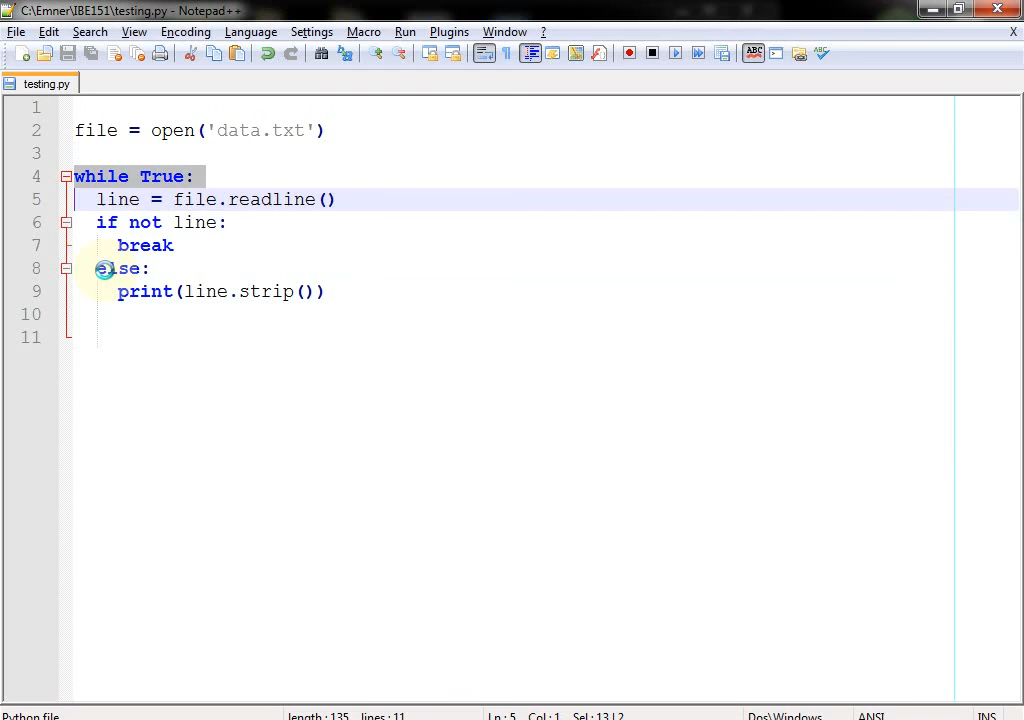 C:\Emner\IBE151\testing.py - Notepad++
File Edit Search View Encoding Language Settings Macro Run Plugins Window ? X
testing.py
1
2 file = open('data.txt')
3
4 while True:
5 line = file.readline()
6 if not line:
7 break
8 else:
9 print(line.strip())
10
11
Python file length : 135 lines : 11 Ln : 5 Col : 1 Sel : 13 | 2 Dos\Windows ANSI INS